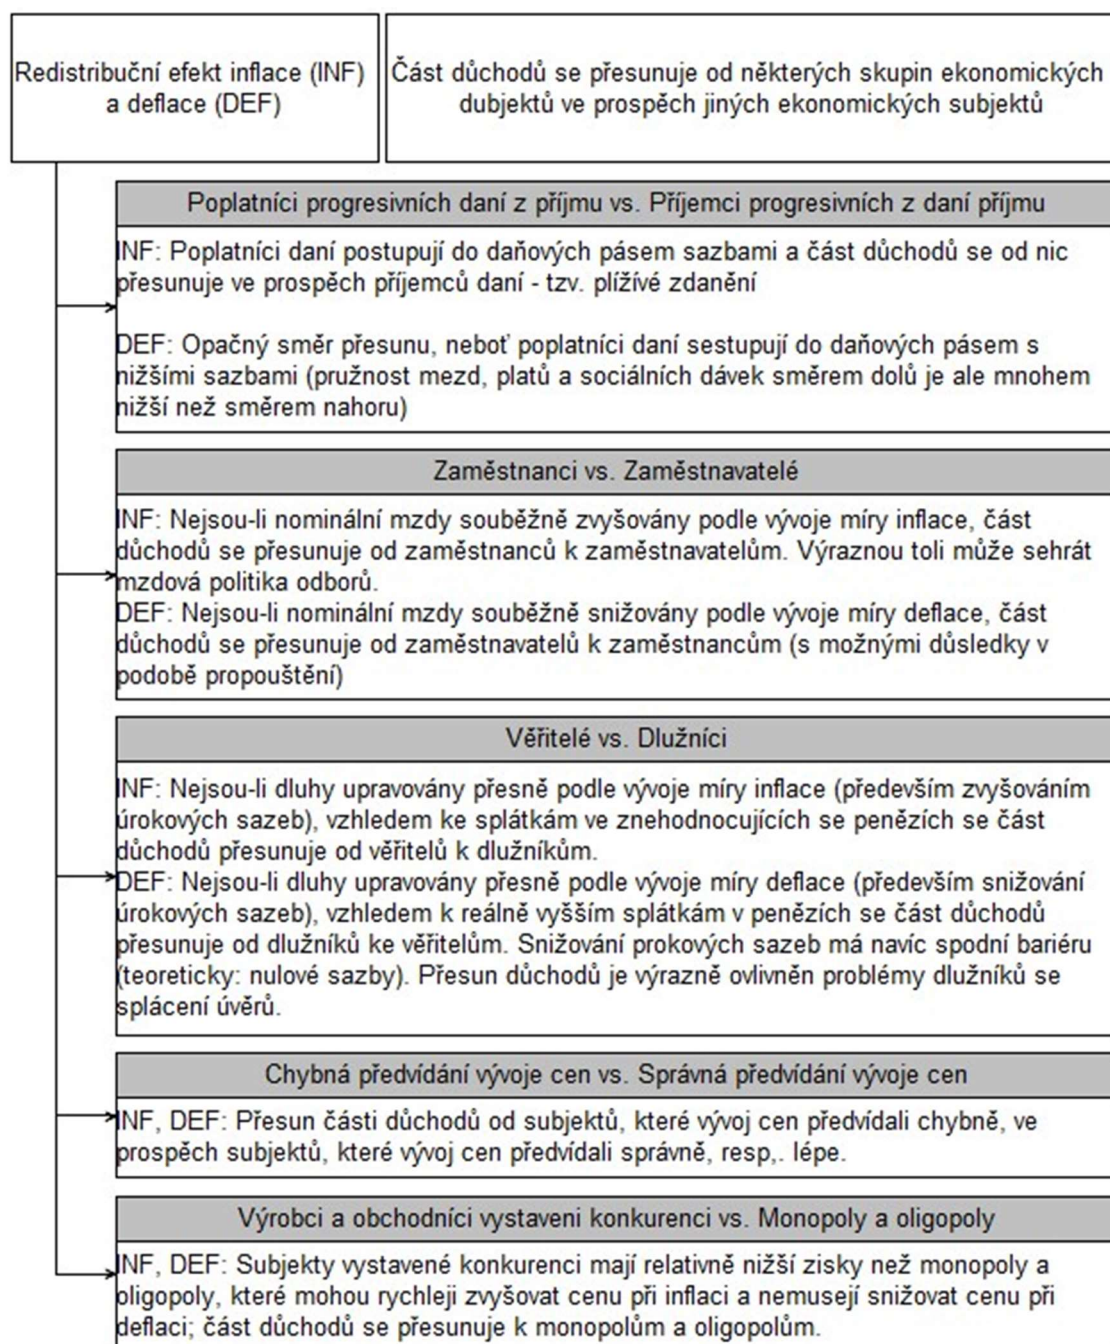 Redistribuční efekt inflace (INF)
a deflace (DEF)
Část důchodů se přesunuje od některých skupin ekonomických
dubjektů ve prospěch jiných ekonomických subjektů
Poplatníci progresivních daní z příjmu vs. Příjemci progresivních z daní příjmu
INF: Poplatníci daní postupují do daňových pásem sazbami a část důchodů se od nic
přesunuje ve prospěch příjemců daní - tzv. plížívé zdanění
DEF: Opačný směr přesunu, neboť poplatníci daní sestupují do daňových pásem s
nižšími sazbami (pružnost mezd, platů a sociálních dávek směrem dolů je ale mnohem
nižší než směrem nahoru)
Zaměstnanci vs. Zaměstnavatelé
INF: Nejsou-li nominální mzdy souběžně zvyšovány podle vývoje míry inflace, část
důchodů se přesunuje od zaměstnanců k zaměstnavatelům. Výraznou toli může sehrát
mzdová politika odborů.
DEF: Nejsou-li nominální mzdy souběžně snižovány podle vývoje míry deflace, část
důchodů se přesunuje od zaměstnavatelů k zaměstnancům (s možnými důsledky v
podobě propouštění)
Věřitelé vs. Dlužníci
INF: Nejsou-li dluhy upravovány přesně podle vývoje míry inflace (především zvyšováním
úrokových sazeb), vzhledem ke splátkám ve znehodnocujících se penězích se část
důchodů přesunuje od věřitelů k dlužníkům.
DEF: Nejsou-li dluhy upravovány přesně podle vývoje míry deflace (především snižování
úrokových sazeb), vzhledem k reálně vyšším splátkám v penězích se část důchodů
přesunuje od dlužníků ke věřitelům. Snižování prokových sazeb má navíc spodní bariéru
(teoreticky: nulové sazby). Přesun důchodů je výrazně ovlivněn problémy dlužníků se
splácení úvěrů.
Chybná předvídání vývoje cen vs. Správná předvídání vývoje cen
INF, DEF: Přesun části důchodů od subjektů, které vývoj cen předvídali chybně, ve
prospěch subjektů, které vývoj cen předvídali správně, resp,. lépe.
Výrobci a obchodníci vystaveni konkurenci vs. Monopoly a oligopoly
INF, DEF: Subjekty vystavené konkurenci mají relativně nižší zisky než monopoly a
oligopoly, které mohou rychleji zvyšovat cenu při inflaci a nemusejí snižovat cenu při
deflaci; část důchodů se přesunuje k monopolům a oligopolům.